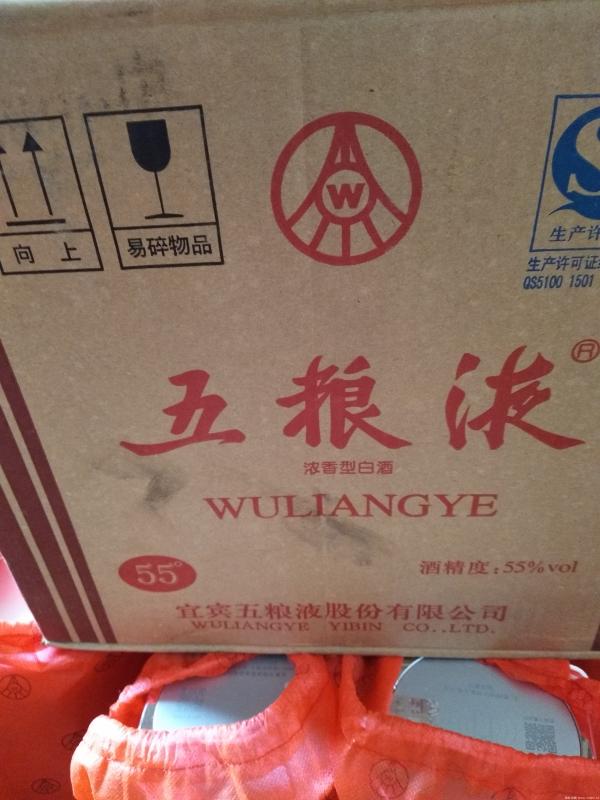 向 上
易碎物品
W
生产许
生产许可证
QS5100 1501
五粮液®
浓香型白酒
WULIANGYE
55°
酒精度：55%vol
宜宾五粮液股份有限公司
WULIANGYE YIBIN CO.,LTD.